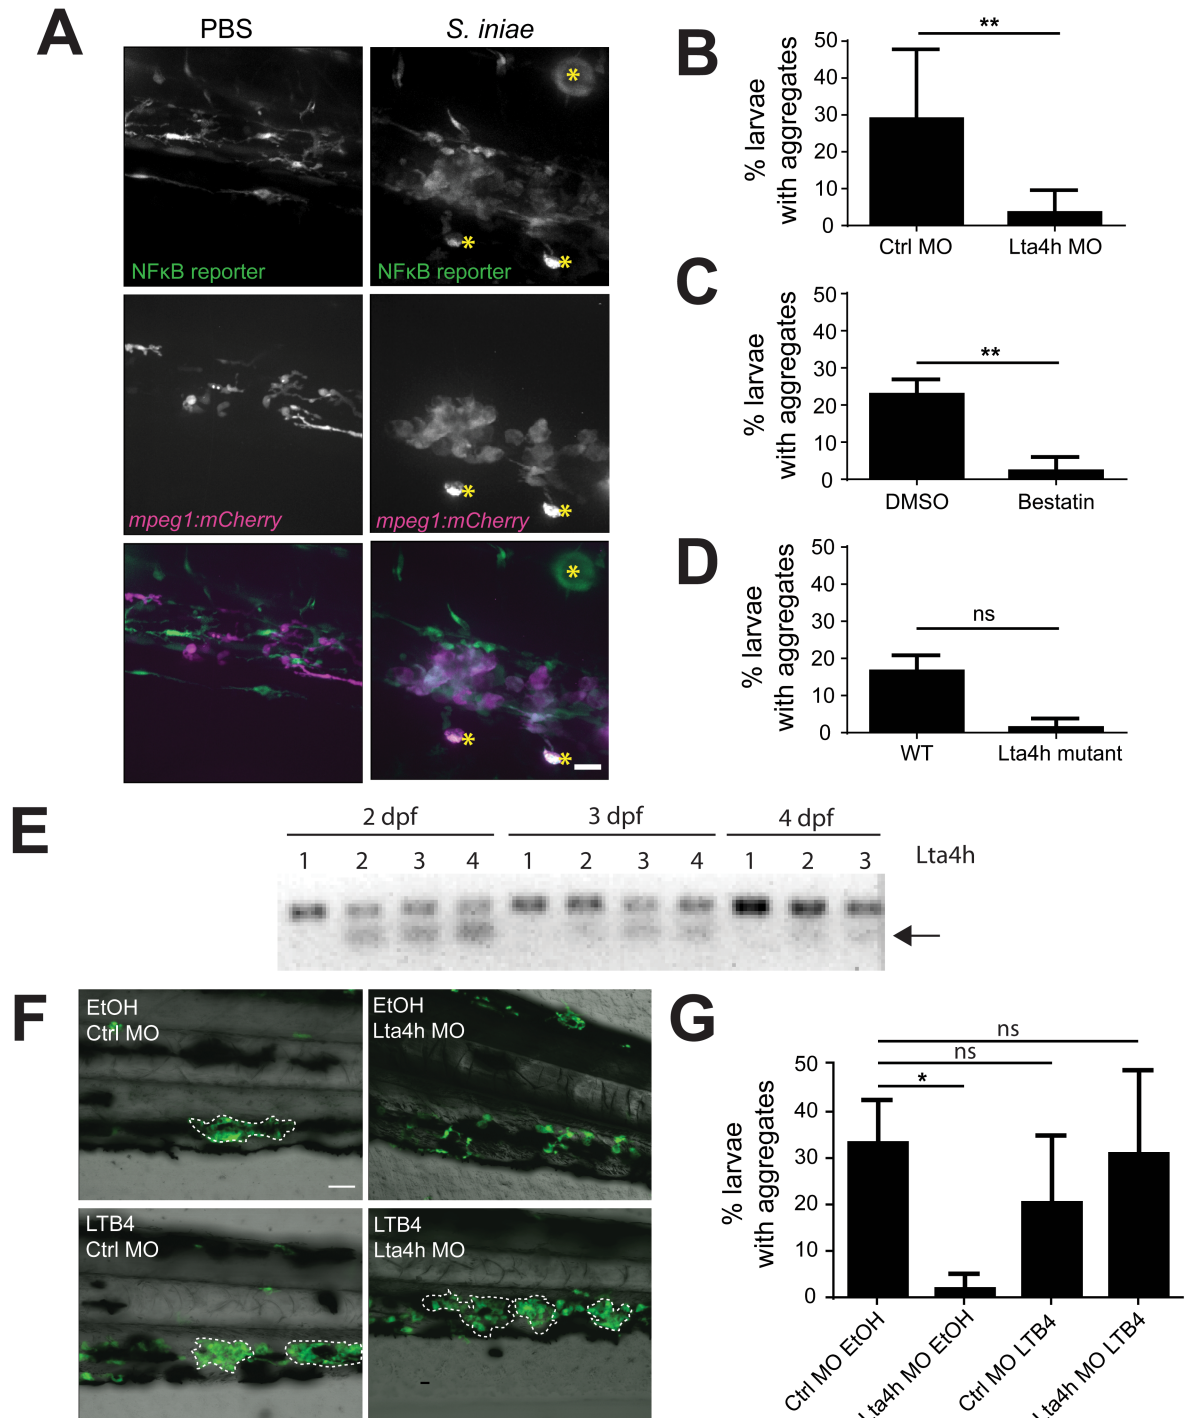 A
PBS
S. iniae
*
NFκB reporter
* *
NFκB reporter
mpeg1:mCherry
* *
mpeg1:mCherry
*
* *
B
**
% larvae
with aggregates
50
40
30
20
10
0
Ctrl MO
Lta4h MO
C
**
% larvae
with aggregates
50
40
30
20
10
0
DMSO
Bestatin
D
ns
% larvae
with aggregates
50
40
30
20
10
0
WT
Lta4h mutant
E
2 dpf
3 dpf
4 dpf
1 2 3 4 1 2 3 4 1 2 3
Lta4h
F
EtOH
Ctrl MO
EtOH
Lta4h MO
LTB4
Ctrl MO
LTB4
Lta4h MO
G
ns
ns
*
% larvae
with aggregates
50
40
30
20
10
0
Ctrl MO EtOH
Lta4h MO EtOH
Ctrl MO LTB4
Lta4h MO LTB4